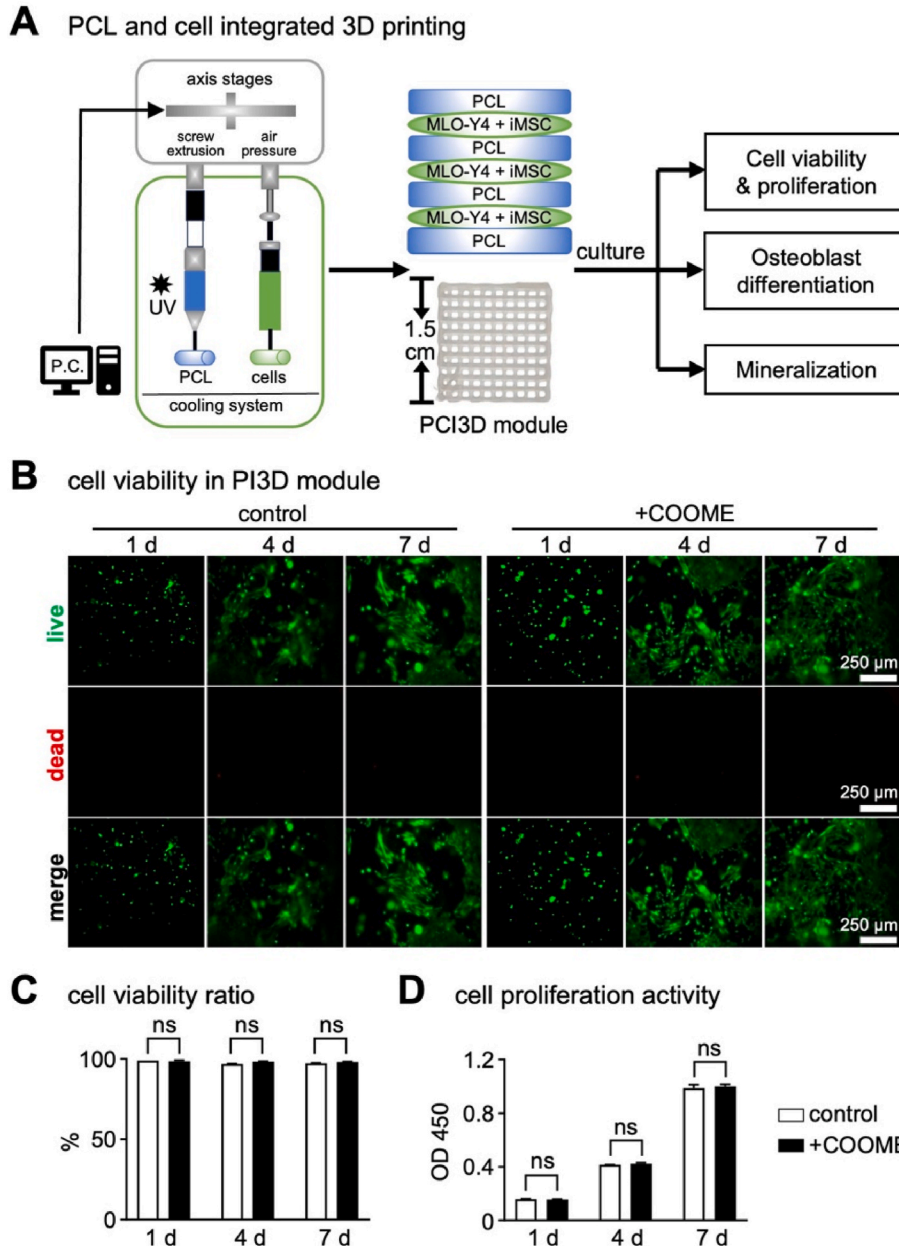 A PCL and cell integrated 3D printing
axis stages
screw
extrusion
air
pressure
UV
P.C.
PCL
cells
cooling system
PCL
MLO-Y4 + iMSC
PCL
MLO-Y4 + iMSC
PCL
MLO-Y4 + iMSC
PCL
1.5
cm
PCI3D module
culture
Cell viability
& proliferation
Osteoblast
differentiation
Mineralization
B cell viability in PI3D module
control +COOME
1 d 4 d 7 d 1 d 4 d 7 d
live
250 µm
dead
250 µm
merge
250 µm
C cell viability ratio
ns ns ns
100
50
0
%
1 d 4 d 7 d
D cell proliferation activity
ns
ns
ns
1.2
0.8
0.4
0
OD 450
1 d 4 d 7 d
control
+COOME